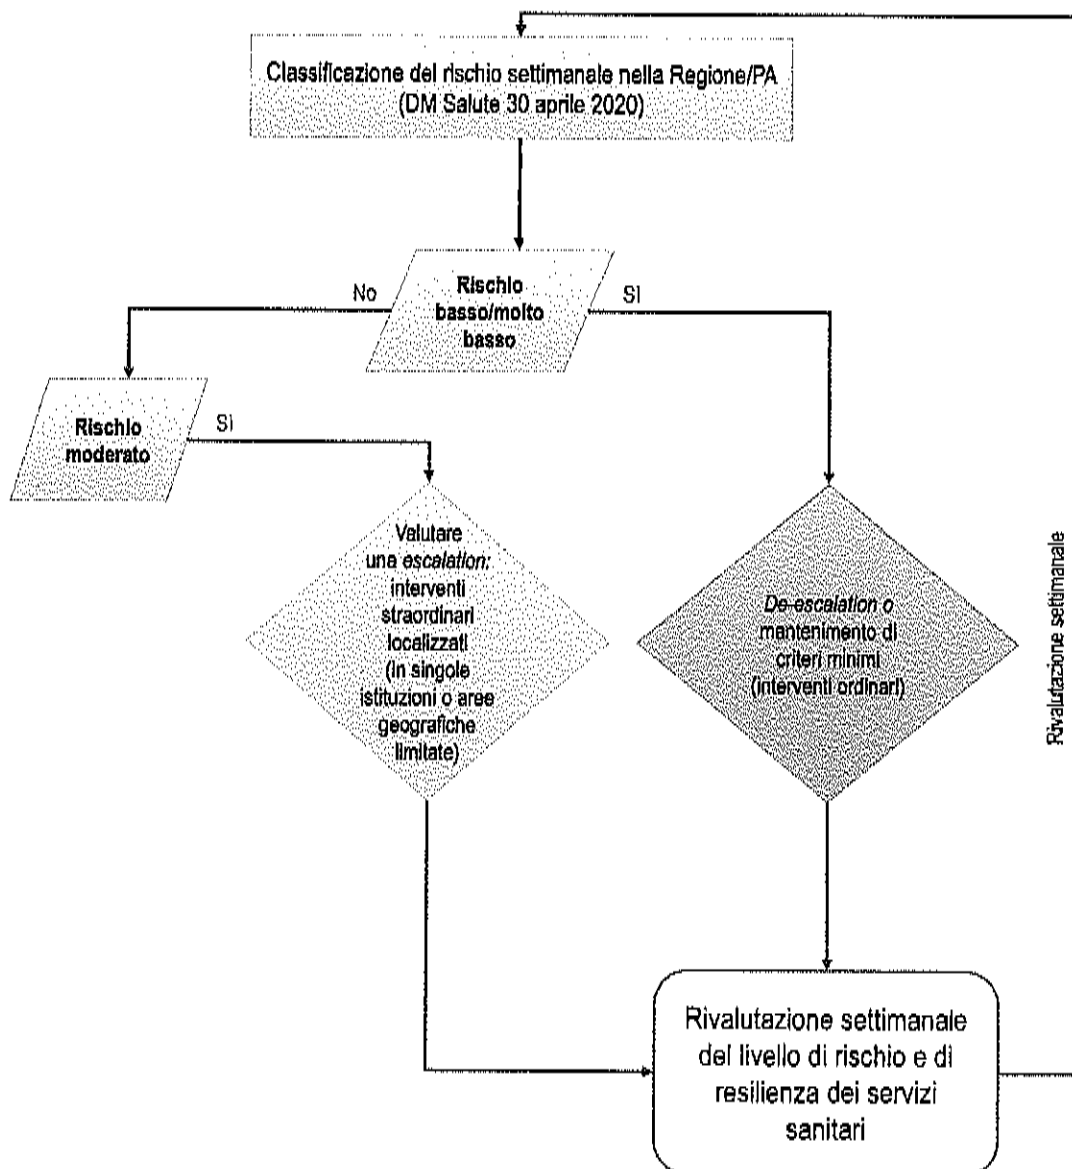 Classificazione del rischio settimanale nella Regione/PA
(DM Salute 30 aprile 2020)
No
Rischio
basso/molto
basso
Sì
Rischio
moderato
Sì
Valutare
una escalation:
interventi
straordinari
localizzati
(in singole
istituzioni o aree
geografiche
limitate)
De-escalation o
mantenimento di
criteri minimi
(interventi ordinari)
Rivalutazione settimanale
Rivalutazione settimanale
del livello di rischio e di
resilienza dei servizi
sanitari